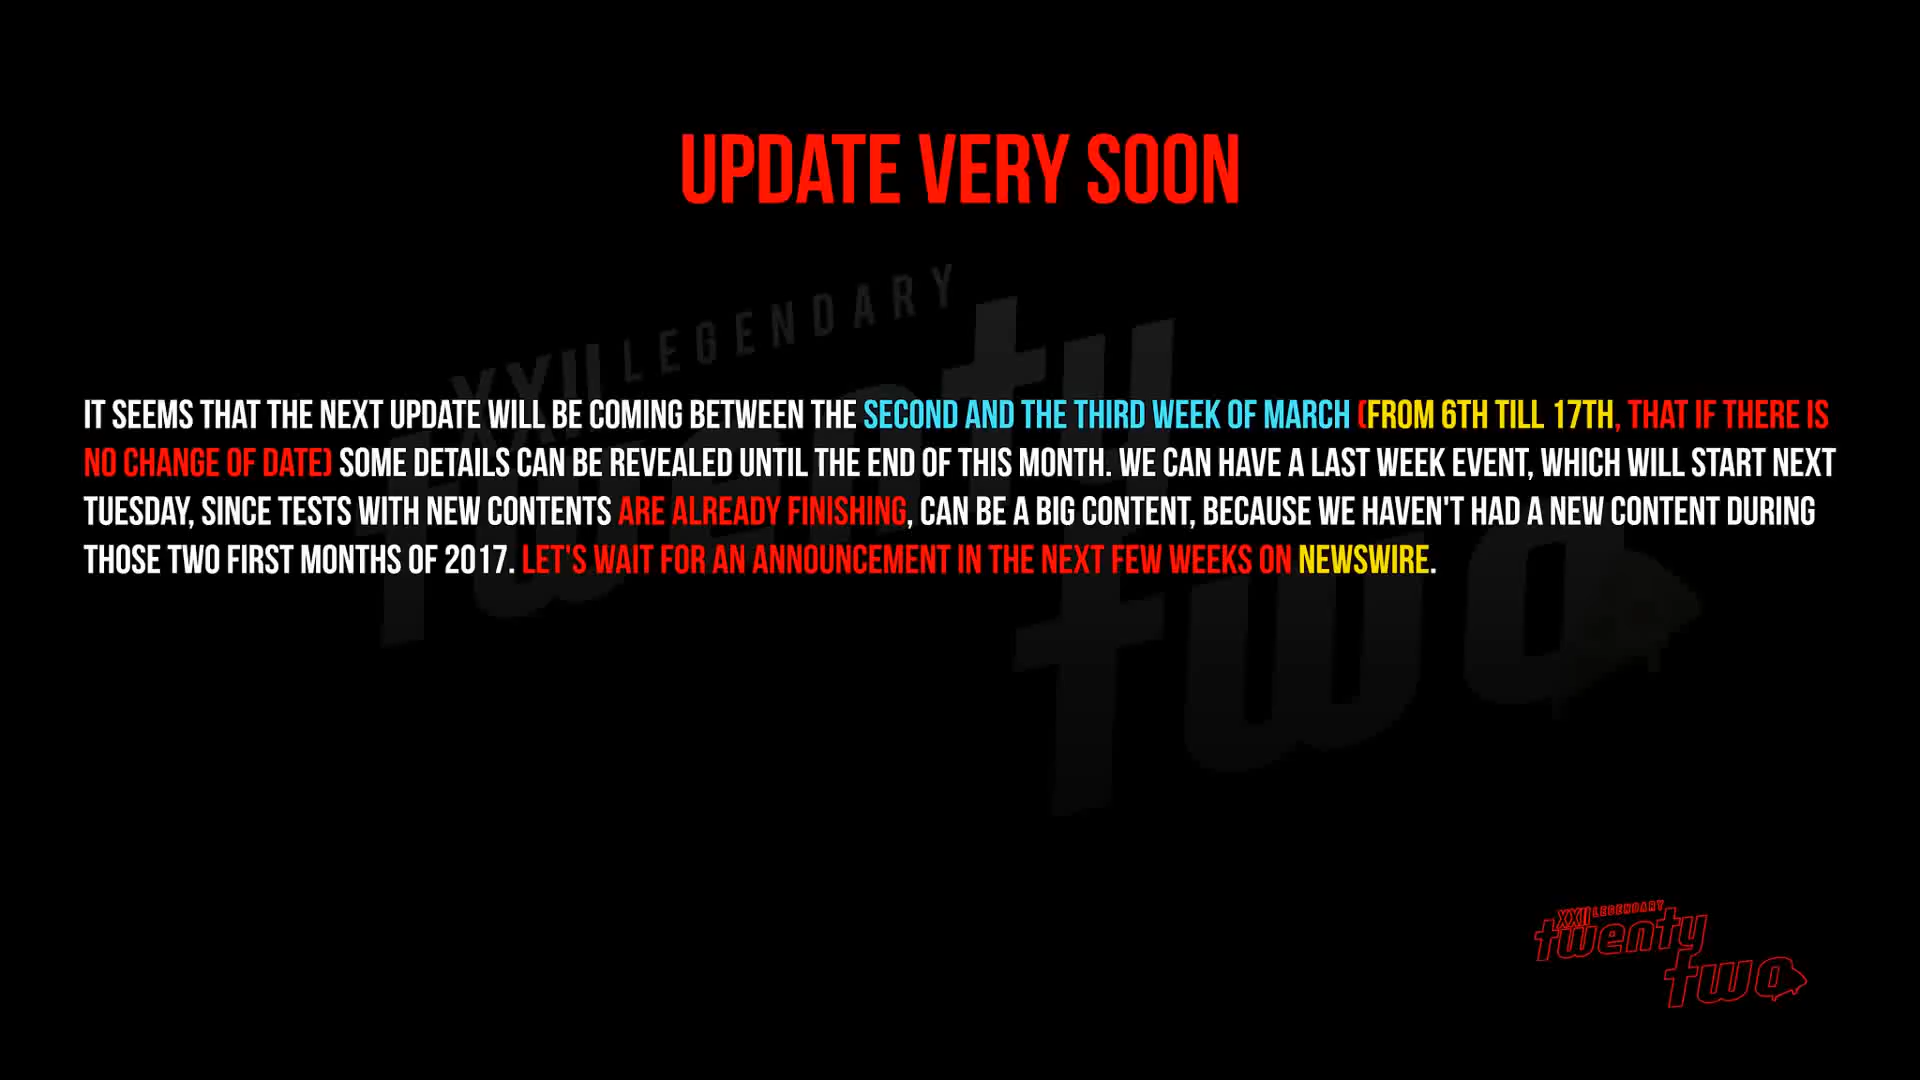 UPDATE VERY SOON
XXII LEGENDARY
twenty
two
IT SEEMS THAT THE NEXT UPDATE WILL BE COMING BETWEEN THE SECOND AND THE THIRD WEEK OF MARCH (FROM 6TH TILL 17TH, THAT IF THERE IS
NO CHANGE OF DATE) SOME DETAILS CAN BE REVEALED UNTIL THE END OF THIS MONTH. WE CAN HAVE A LAST WEEK EVENT, WHICH WILL START NEXT
TUESDAY, SINCE TESTS WITH NEW CONTENTS ARE ALREADY FINISHING, CAN BE A BIG CONTENT, BECAUSE WE HAVEN'T HAD A NEW CONTENT DURING
THOSE TWO FIRST MONTHS OF 2017. LET'S WAIT FOR AN ANNOUNCEMENT IN THE NEXT FEW WEEKS ON NEWSWIRE.
XXII LEGENDARY
twenty
two